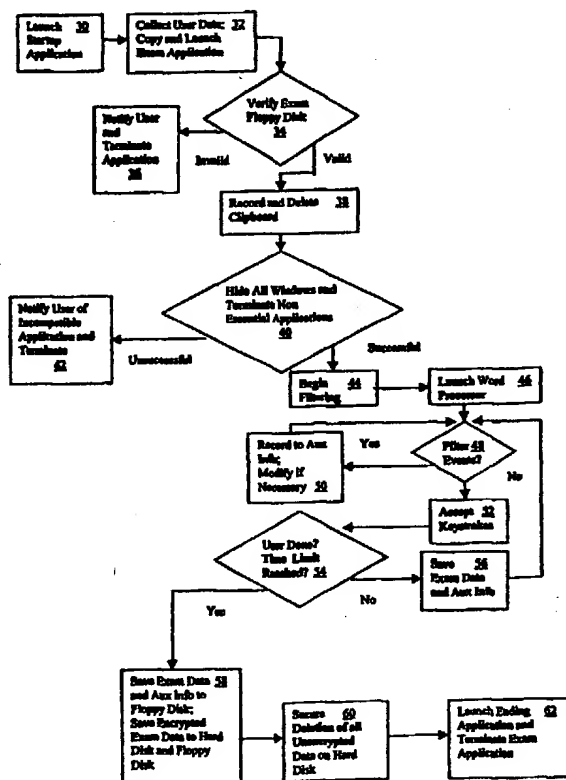 Launch 30
Startup
Application
Collect User Data; 32
Copy and Launch
Exam Application
Verify Exam
Floppy Disk
34
Notify User
and
Terminate
Application
36
Invalid
Valid
Record and Delete 38
Clipboard
Hide All Windows and
Terminate Non
Essential Applications
40
Notify User of
Incompatible
Application and
Terminate
42
Unsuccessful
Successful
Begin 44
Filtering
Launch Word 46
Processor
Record to Aux
Info;
Modify if
Necessary 50
Yes
Filter 48
Events?
No
Accept 52
Keystrokes
User Done?
Time Limit
Reached? 54
Save 56
Exam Data
and Aux Info
Yes
No
Save Exam Data 58
and Aux Info to
Floppy Disk;
Save Encrypted
Exam Data to Hard
Disk and Floppy
Disk
Secure 60
Deletion of all
Unencrypted
Data on Hard
Disk
Launch Ending 62
Application and
Terminate Exam
Application